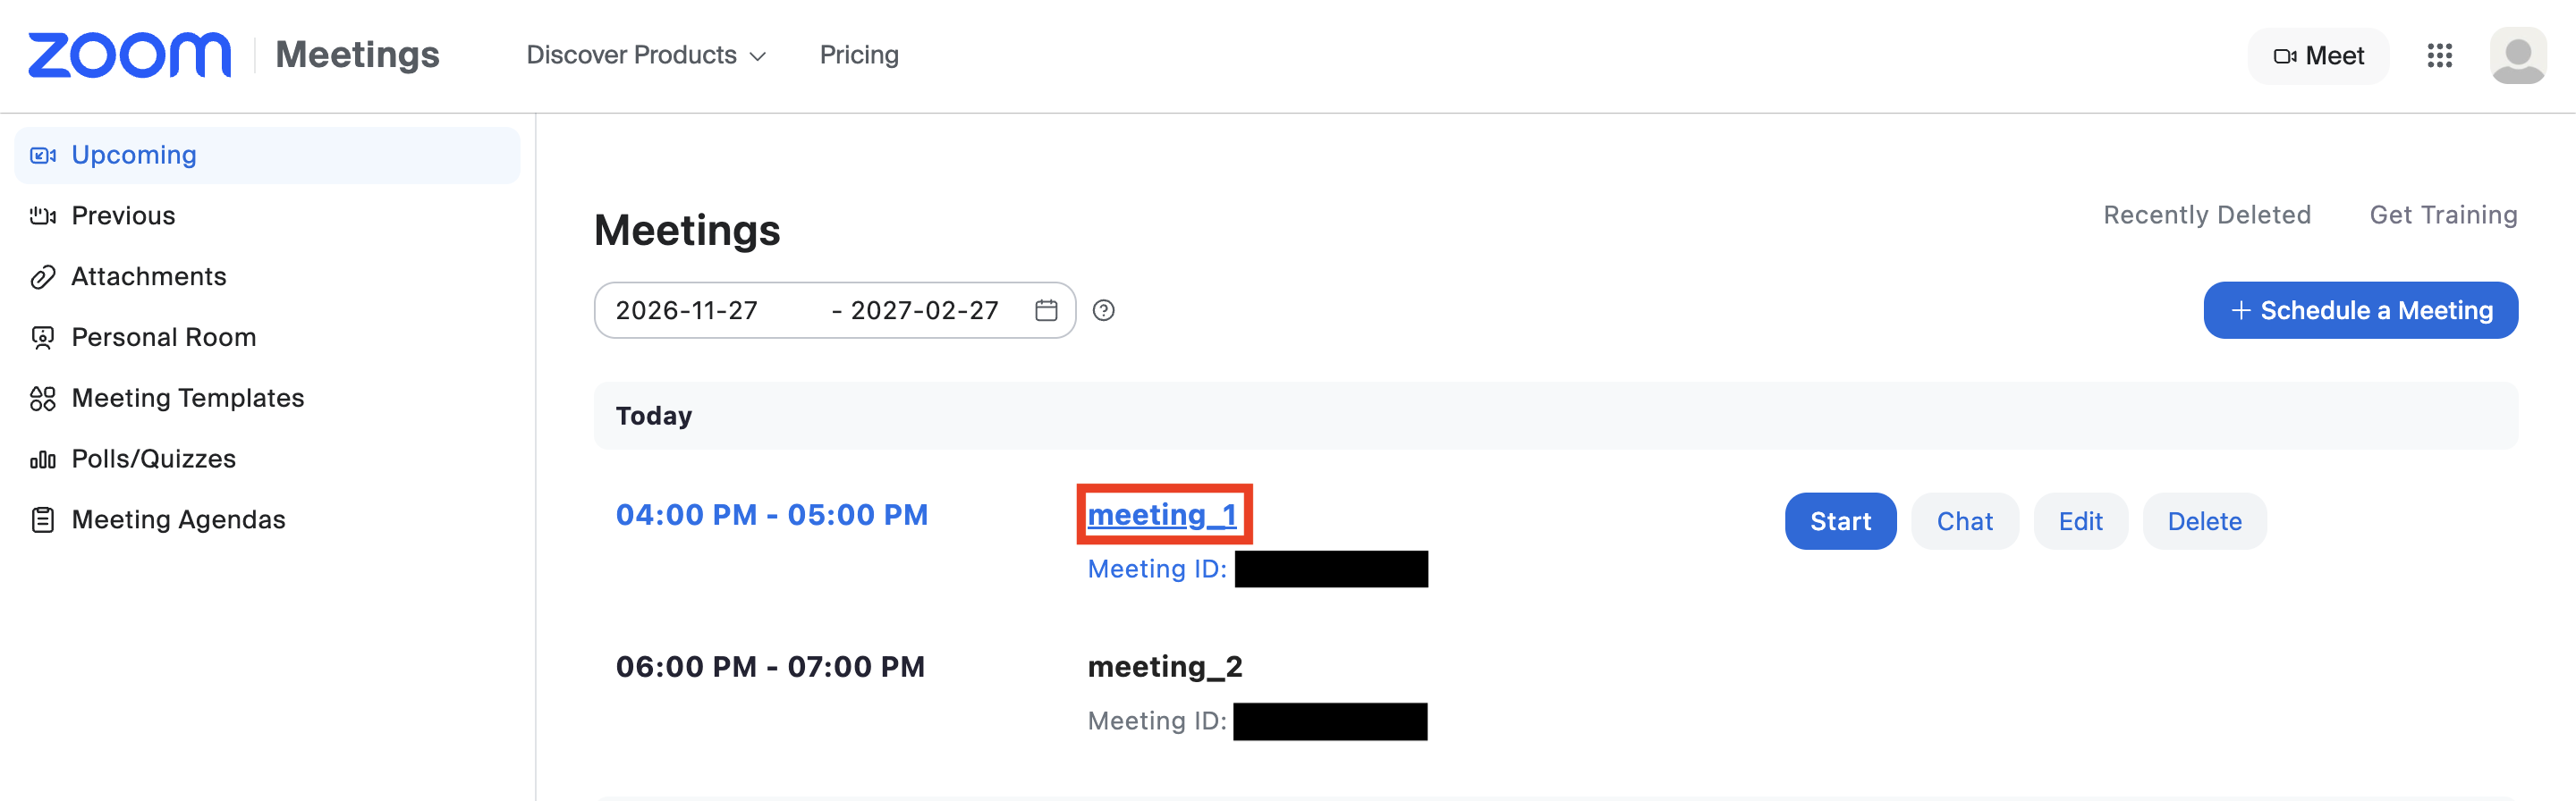 zoom Meetings Discover Products Pricing Meet
Upcoming
Previous
Attachments
Personal Room
Meeting Templates
Polls/Quizzes
Meeting Agendas
Recently Deleted Get Training
Meetings
2026-11-27 - 2027-02-27
+ Schedule a Meeting
Today
04:00 PM - 05:00 PM meeting_1 Start Chat Edit Delete
Meeting ID:
06:00 PM - 07:00 PM meeting_2
Meeting ID: